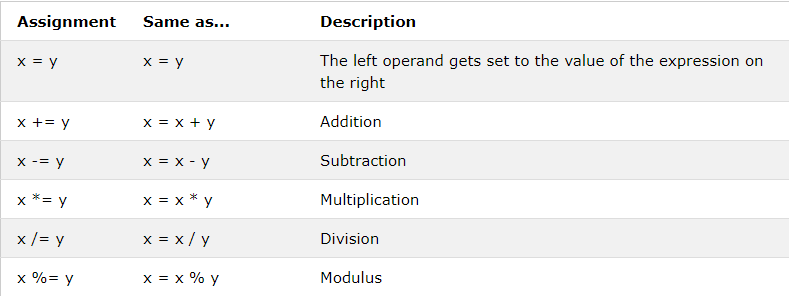 Assignment Same as... Description
x = y x = y The left operand gets set to the value of the expression on
the right
x += y x = x + y Addition
x -= y x = x - y Subtraction
x *= y x = x * y Multiplication
x /= y x = x / y Division
x %= y x = x % y Modulus